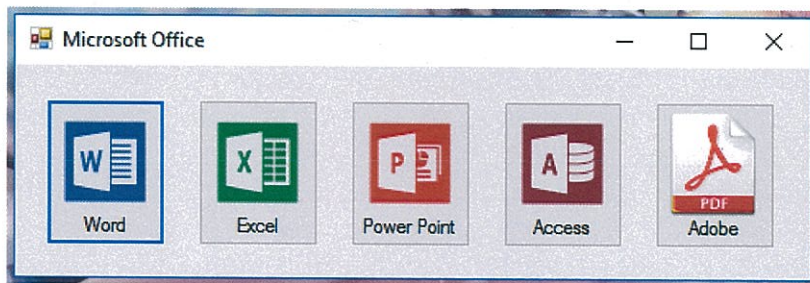 Microsoft Office
W
X
P
A
PDF
Word
Excel
Power Point
Access
Adobe